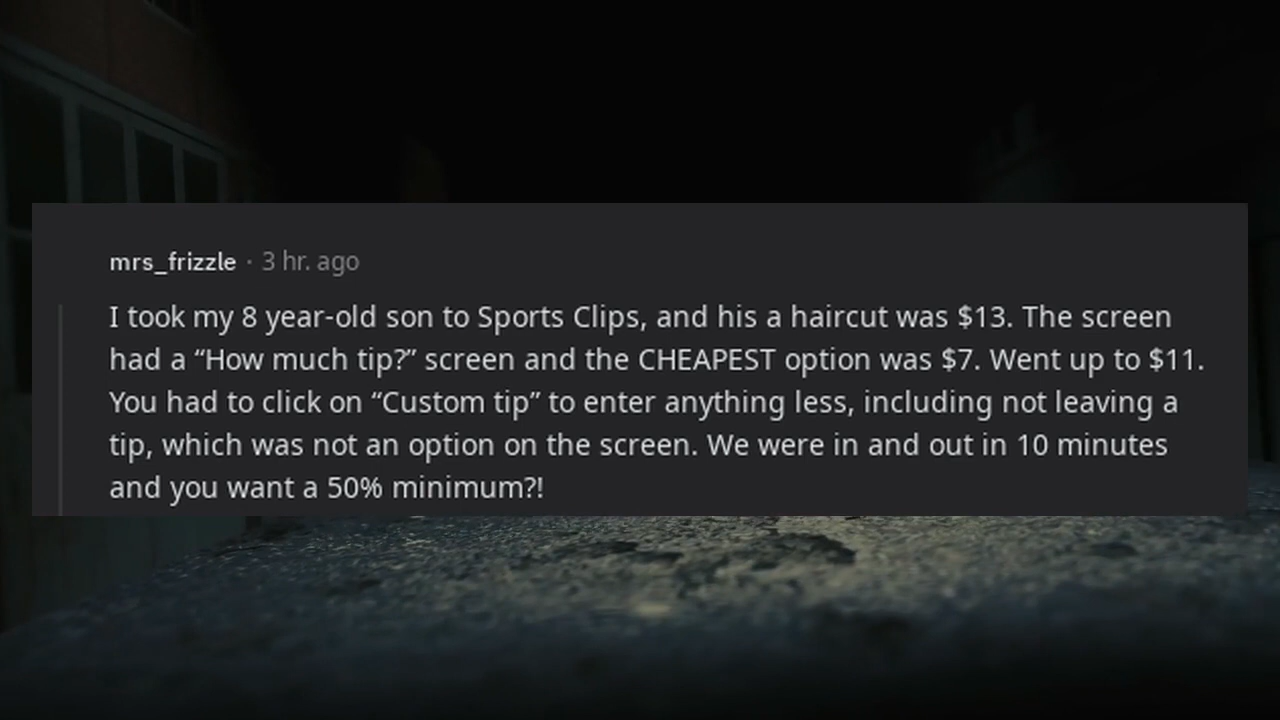 mrs_frizzle · 3 hr. ago
I took my 8 year-old son to Sports Clips, and his a haircut was $13. The screen
had a “How much tip?” screen and the CHEAPEST option was $7. Went up to $11.
You had to click on “Custom tip” to enter anything less, including not leaving a
tip, which was not an option on the screen. We were in and out in 10 minutes
and you want a 50% minimum?!